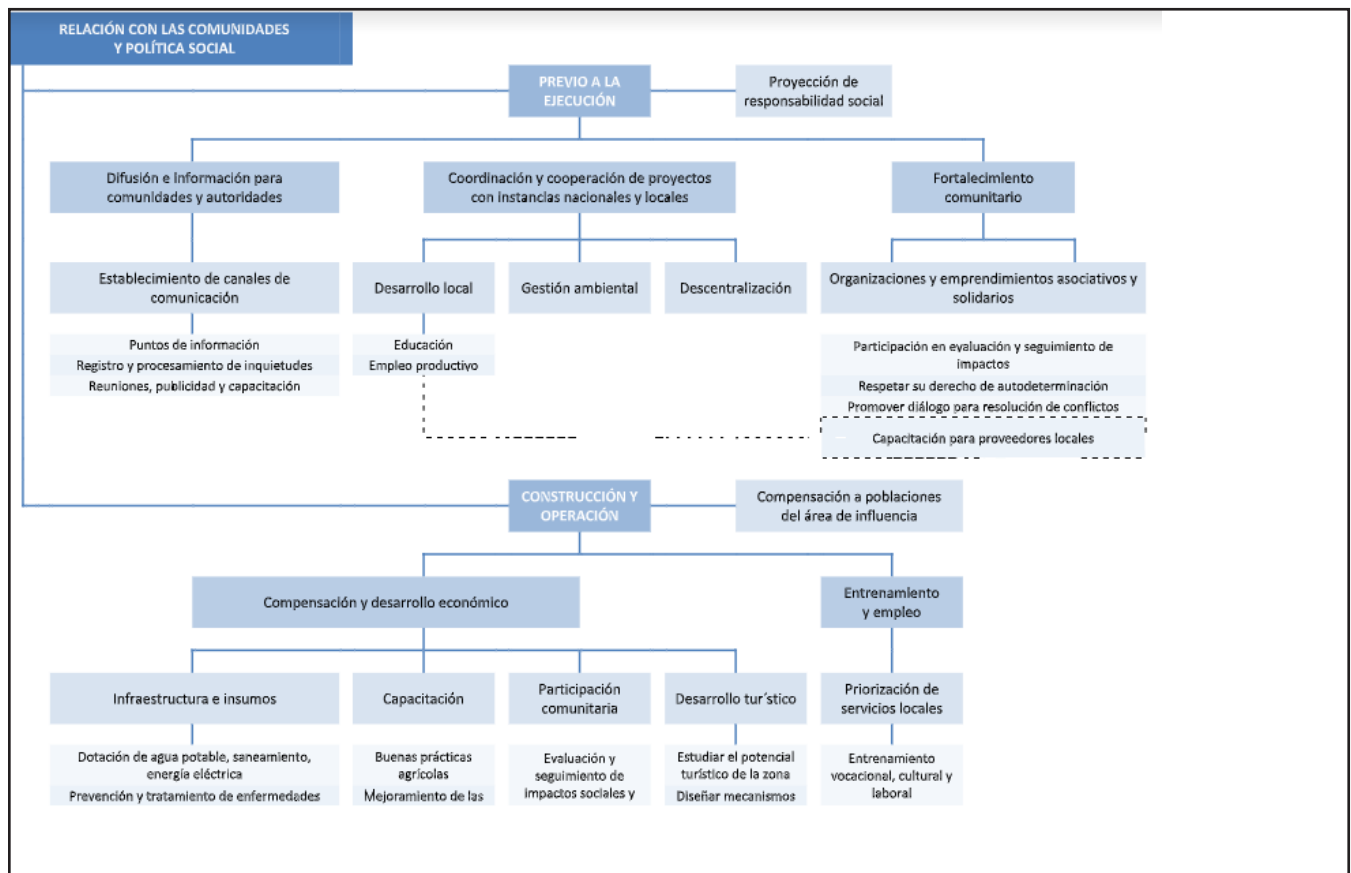 RELACIÓN CON LAS COMUNIDADES
Y POLÍTICA SOCIAL
PREVIO A LA
EJECUCIÓN
Proyección de
responsabilidad social
Difusión e información para
comunidades y autoridades
Coordinación y cooperación de proyectos
con instancias nacionales y locales
Fortalecimiento
comunitario
Establecimiento de canales de
comunicación
Desarrollo local
Gestión ambiental
Descentralización
Organizaciones y emprendimientos asociativos y
solidarios
Puntos de información
Registro y procesamiento de inquietudes
Reuniones, publicidad y capacitación
Educación
Empleo productivo
Participación en evaluación y seguimiento de
impactos
Respetar su derecho de autodeterminación
Promover diálogo para resolución de conflictos
Capacitación para proveedores locales
CONSTRUCCIÓN Y
OPERACIÓN
Compensación a poblaciones
del área de influencia
Compensación y desarrollo económico
Entrenamiento
y empleo
Infraestructura e insumos
Capacitación
Participación
comunitaria
Desarrollo tur´stico
Priorización de
servicios locales
Dotación de agua potable, saneamiento,
energía eléctrica
Prevención y tratamiento de enfermedades
Buenas prácticas
agrícolas
Mejoramiento de las
Evaluación y
seguimiento de
impactos sociales y
Estudiar el potencial
turístico de la zona
Diseñar mecanismos
Entrenamiento
vocacional, cultural y
laboral